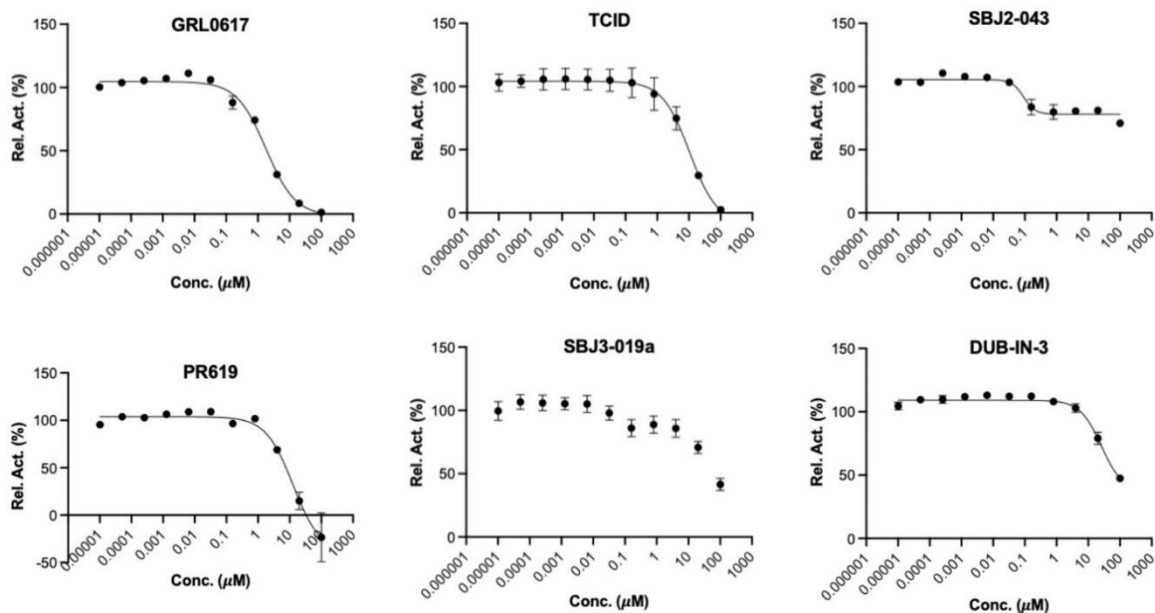 GRL0617
150
100
50
0
Rel. Act. (%)
0.000001 0.00001 0.0001 0.001 0.01 0.1 1 10 100 1000
Conc. (μM)
TCID
150
100
50
0
Rel. Act. (%)
0.000001 0.00001 0.0001 0.001 0.01 0.1 1 10 100 1000
Conc. (μM)
SBJ2-043
150
100
50
0
Rel. Act. (%)
0.000001 0.00001 0.0001 0.001 0.01 0.1 1 10 100 1000
Conc. (μM)
PR619
150
100
50
0
-50
Rel. Act. (%)
0.00001 0.0001 0.001 0.01 0.1 1 10 100 1000
Conc. (μM)
SBJ3-019a
150
100
50
0
Rel. Act. (%)
0.000001 0.00001 0.0001 0.001 0.01 0.1 1 10 100 1000
Conc. (μM)
DUB-IN-3
150
100
50
0
Rel. Act. (%)
0.000001 0.00001 0.0001 0.001 0.01 0.1 1 10 100 1000
Conc. (μM)